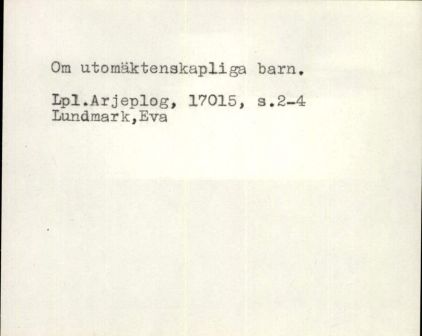 Om utomäktenskapliga barn.
Lpl.Arjeplog, 17015, s.2-4
Lundmark,Eva